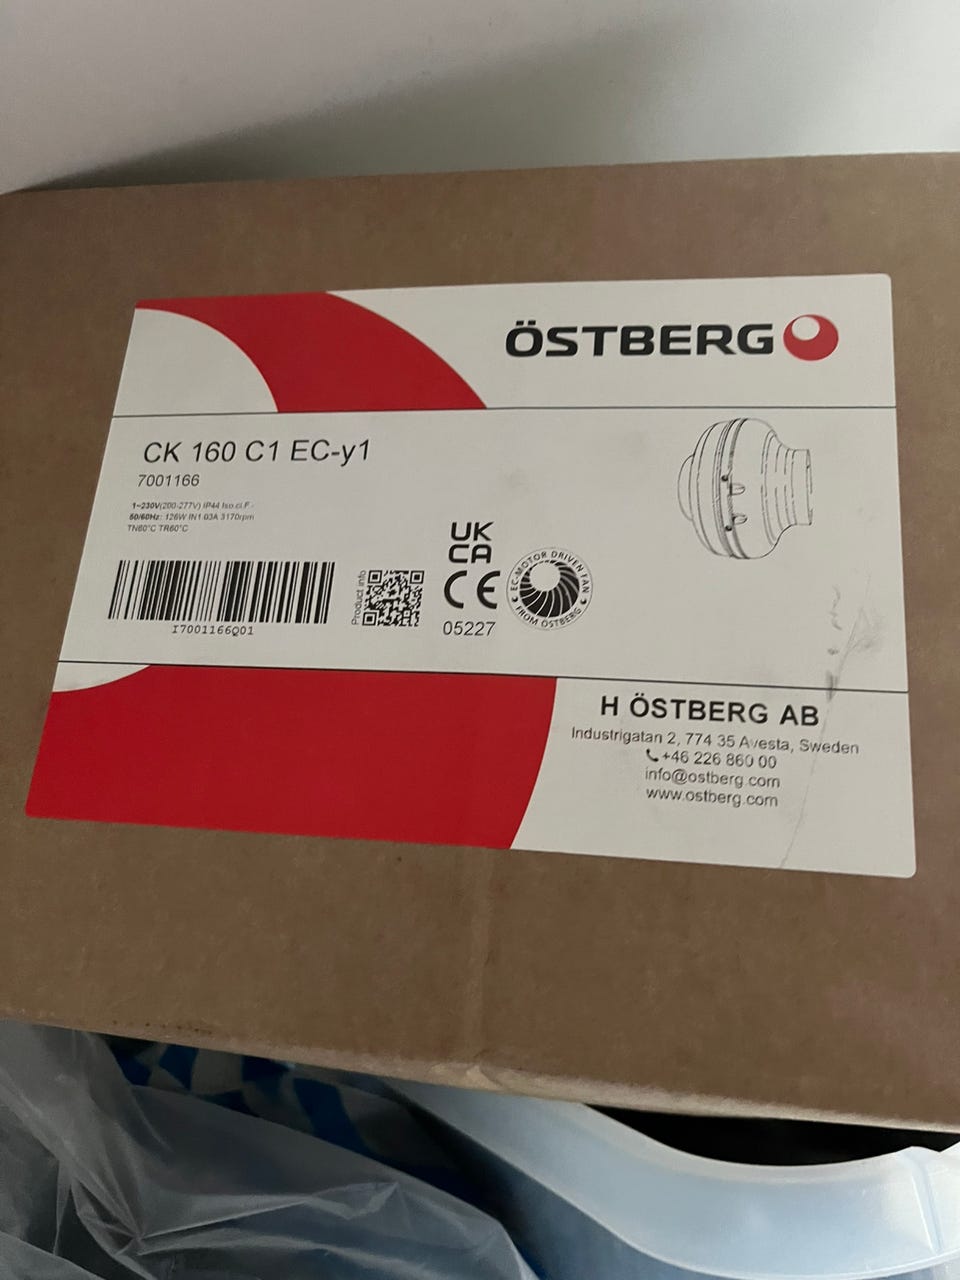 ÖSTBERG
CK 160 C1 EC-y1
7001166
1~230V(200-277V) IP44 Iso.cl.F -
50/60Hz: 126W IN1.03A 3170rpm
TN60°C TR60°C
I7001166Q01
Product info
UK
CA
CE
05227
EC-MOTOR DRIVEN FAN
FROM ÖSTBERG
H ÖSTBERG AB
Industrigatan 2, 774 35 Avesta, Sweden
+46 226 860 00
info@ostberg.com
www.ostberg.com